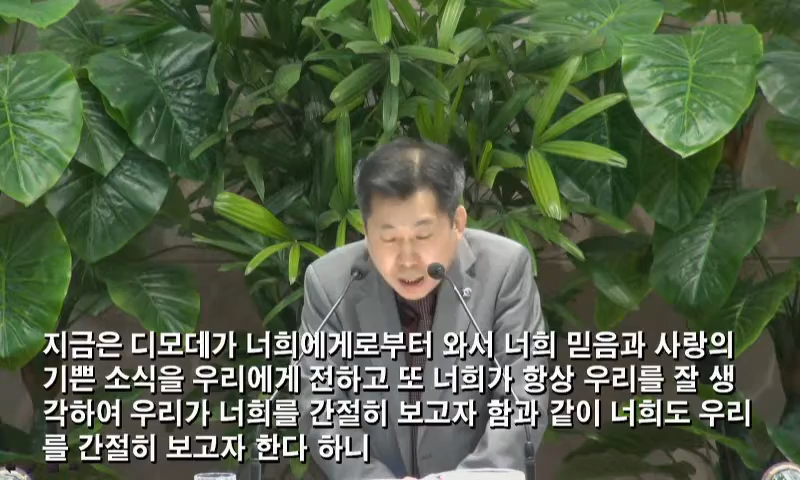 지금은 디모데가 너희에게로부터 와서 너희 믿음과 사랑의
기쁜 소식을 우리에게 전하고 또 너희가 항상 우리를 잘 생
각하여 우리가 너희를 간절히 보고자 함과 같이 너희도 우리
를 간절히 보고자 한다 하니